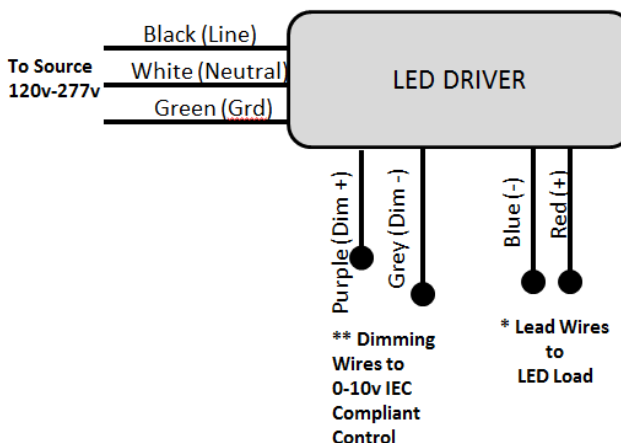 Black (Line)
To Source
120v-277v
White (Neutral)
Green (Grd)
LED DRIVER
Purple (Dim +)
Grey (Dim -)
Blue (-)
Red (+)
** Dimming
Wires to
0-10v IEC
Compliant
Control
* Lead Wires
to
LED Load